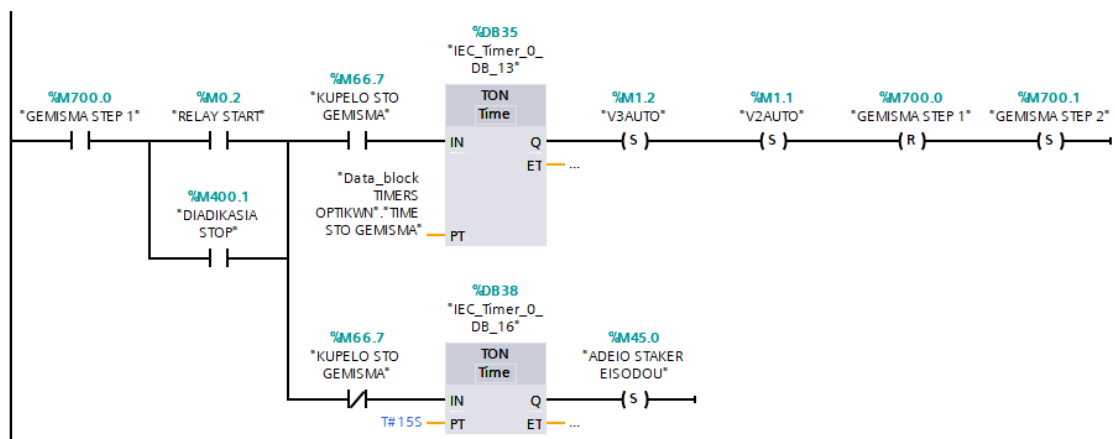 %DB35
"IEC_Timer_0_
DB_13"
%M700.0
"GEMISMA STEP 1"
%M0.2
"RELAY START"
%M66.7
"KUPELO STO
GEMISMA"
TON
Time
%M1.2
"V3AUTO"
%M1.1
"V2AUTO"
%M700.0
"GEMISMA STEP 1"
%M700.1
"GEMISMA STEP 2"
IN
Q
S
S
R
S
ET
...
"Data_block
TIMERS
OPTIKWN"."TIME
STO GEMISMA"
PT
%M400.1
"DIADIKASIA
STOP"
%DB38
"IEC_Timer_0_
DB_16"
%M66.7
"KUPELO STO
GEMISMA"
TON
Time
%M45.0
"ADEIO STAKER
EISODOU"
IN
Q
S
T#15S
PT
ET
...